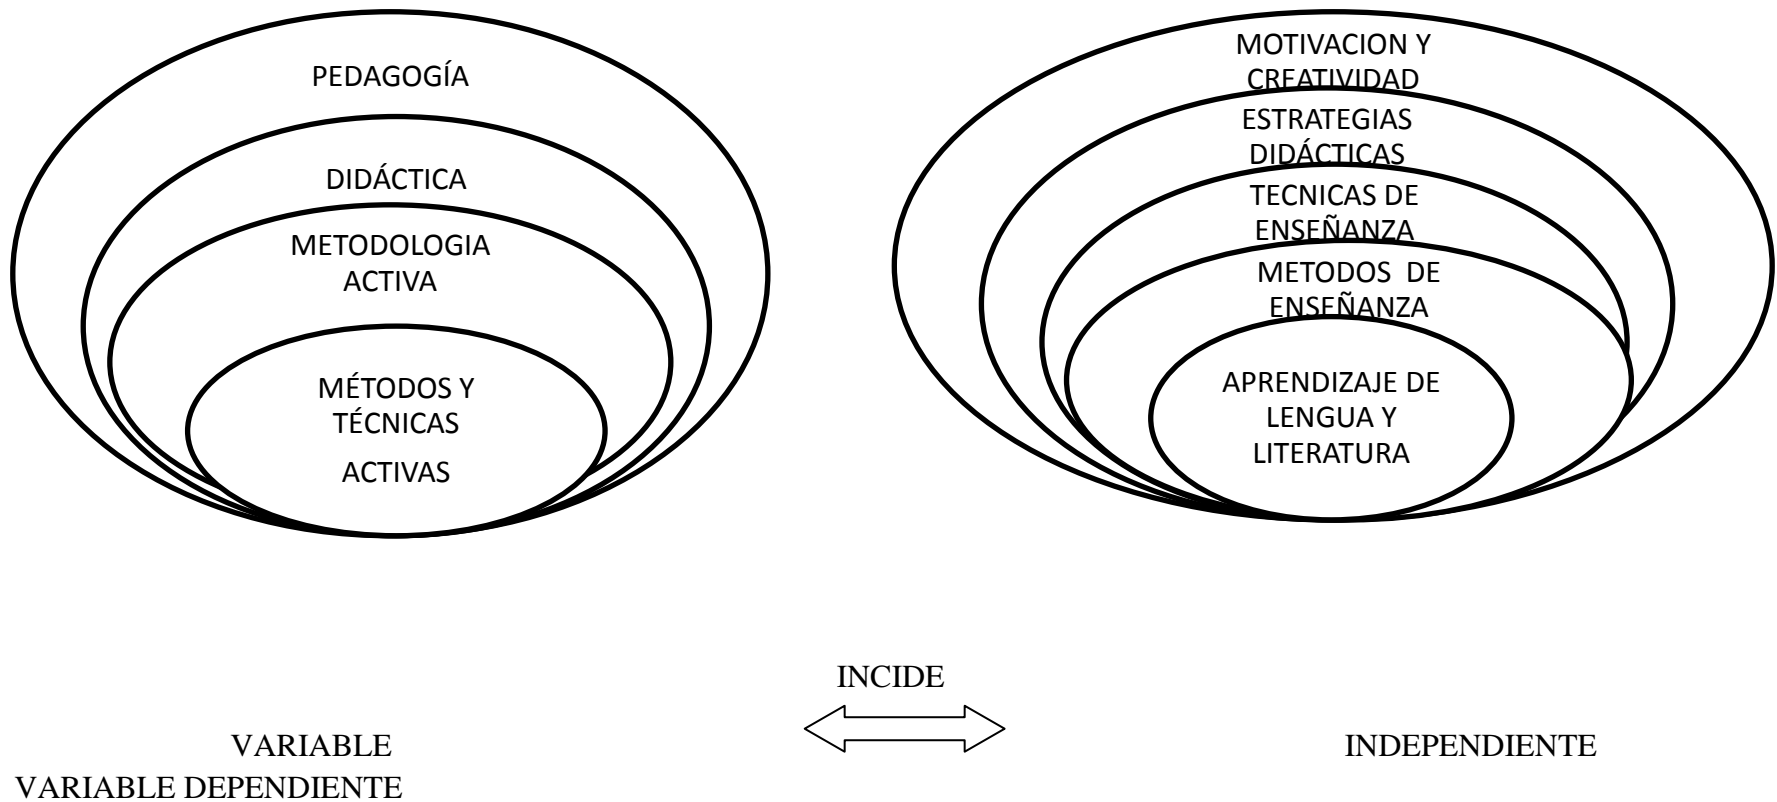 PEDAGOGÍA
DIDÁCTICA
METODOLOGIA
ACTIVA
MÉTODOS Y
TÉCNICAS
ACTIVAS
MOTIVACION Y
CREATIVIDAD
ESTRATEGIAS
DIDÁCTICAS
TECNICAS DE
ENSEÑANZA
METODOS DE
ENSEÑANZA
APRENDIZAJE DE
LENGUA Y
LITERATURA
INCIDE
VARIABLE INDEPENDIENTE
VARIABLE DEPENDIENTE